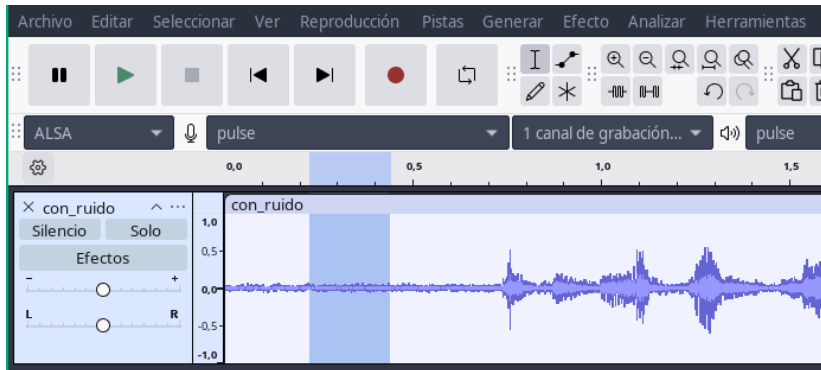 Archivo Editar Seleccionar Ver Reproducción Pistas Generar Efecto Analizar Herramientas
ALSA pulse 1 canal de grabación... pulse
0,0 0,5 1,0 1,5
con_ruido
Silencio Solo
Efectos
- +
L R
con_ruido
1,0
0,5
0,0
-0,5
-1,0